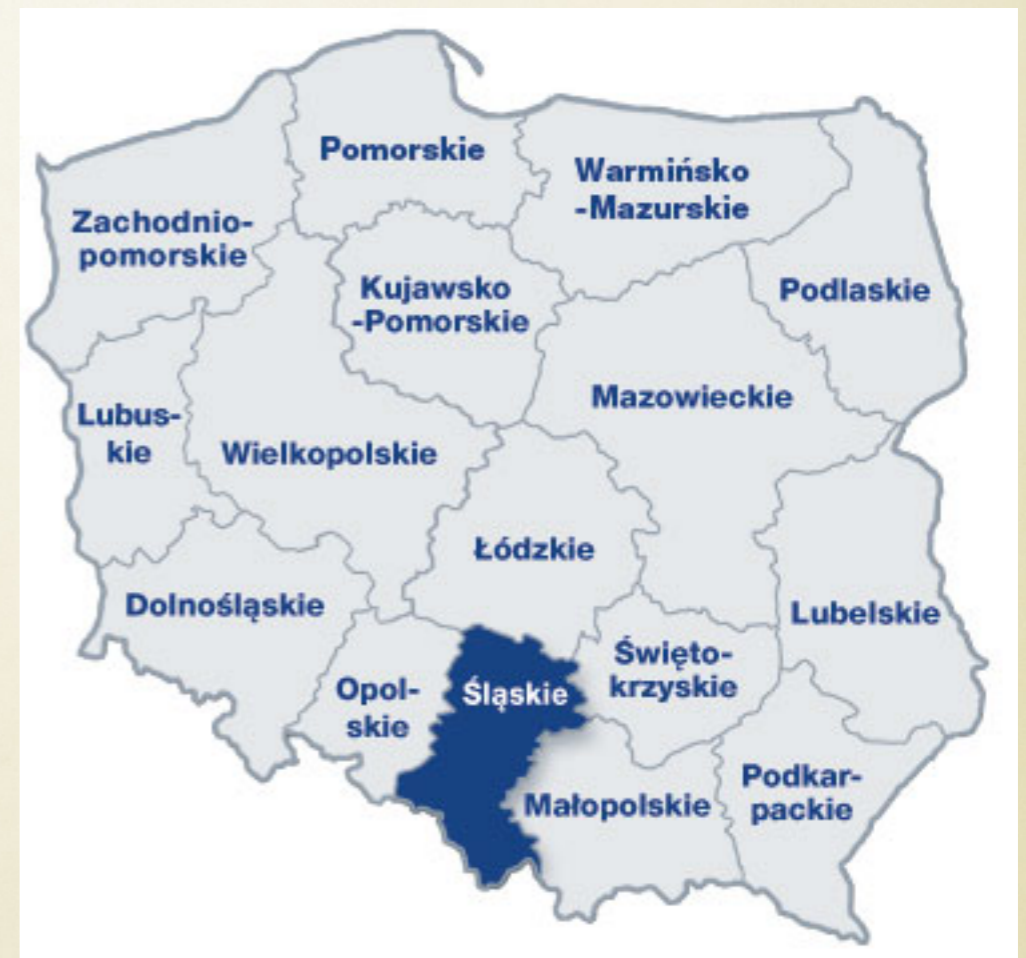 Pomorskie
Warmińsko
-Mazurskie
Zachodnio-
pomorskie
Kujawsko
-Pomorskie
Podlaskie
Mazowieckie
Lubus-
kie
Wielkopolskie
Łódzkie
Dolnośląskie
Lubelskie
Święto-
krzyskie
Opol-
skie
Śląskie
Małopolskie
Podkar-
packie